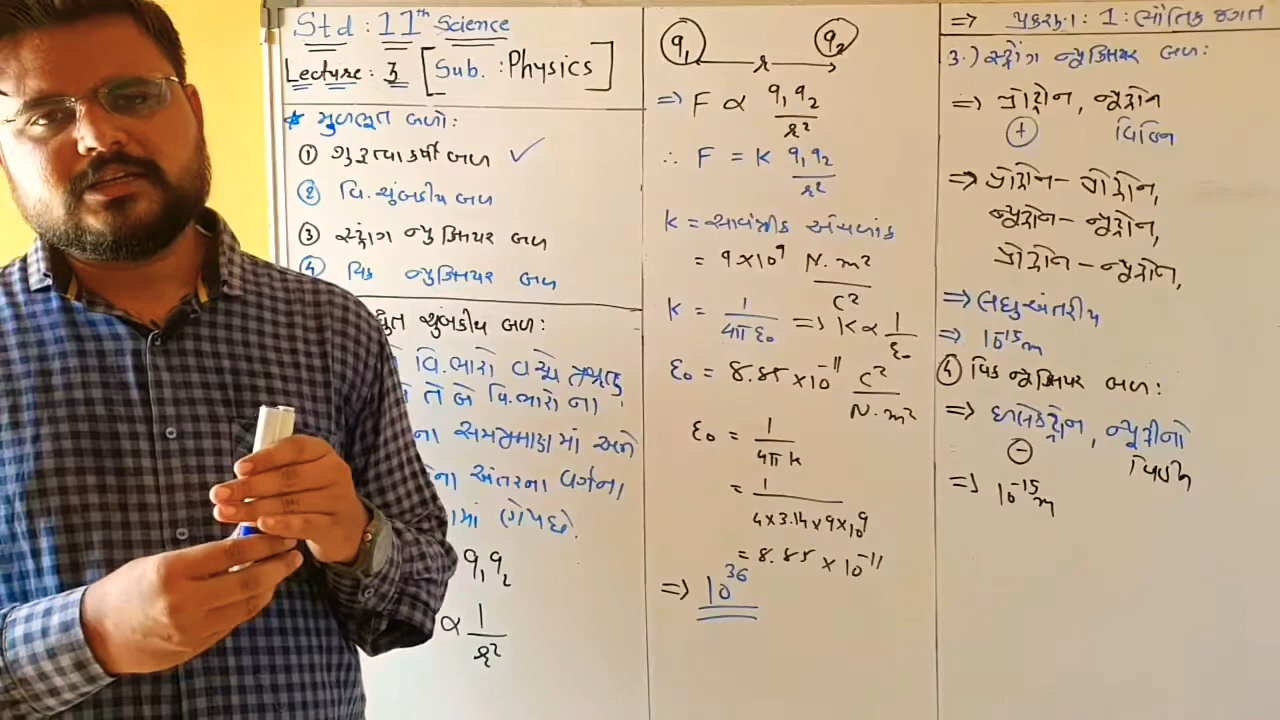 Std : 11th Science
Lecture : 3 [Sub. : Physics]
* મુળભૂત બળો :
① ગુરુત્વાકર્ષી બળ ✓
② વિ. ચુંબકીય બળ
③ સ્ટ્રોંગ ન્યુક્લિયર બળ
④ વિક ન્યુક્લિયર બળ
ચુંબકીય બળ :
વિ.ભારો વચ્ચે
તે બે વિ.ભારો ના
ના સમપ્રમાણમાં અને
અંતરના વર્ગના
માં હોય છે.
q₁q₂
∝ 1/r²
q₁ r q₂
⇒ F ∝ q₁q₂/r²
∴ F = K q₁q₂/r²
K = સાર્વત્રીક અચળાંક
= 9×10⁹ N.m²/C²
K = 1/4πε₀ ⇒ K ∝ 1/ε₀
ε₀ = 8.85 ×10⁻¹¹ C²/N.m²
ε₀ = 1/4πk
= 1/4×3.14×9×10⁹
= 8.85 × 10⁻¹¹
⇒ 10³⁶
⇒ પ્રકરણ : 1 : ભૌતિક જગત
3.) સ્ટ્રોંગ ન્યુક્લિયર બળ :
⇒ પ્રોટ્રોન, ન્યુટ્રોન
+
⇒ પ્રોટ્રોન - પ્રોટ્રોન,
ન્યુટ્રોન - ન્યુટ્રોન,
પ્રોટ્રોન - ન્યુટ્રોન,
⇒ લઘુઅંતરીય
⇒ 10⁻¹⁵m
④ વિક ન્યુક્લિયર બળ :
⇒ ઇલેક્ટ્રોન, ન્યુટ્રીનો
−
⇒ 10⁻¹⁵m